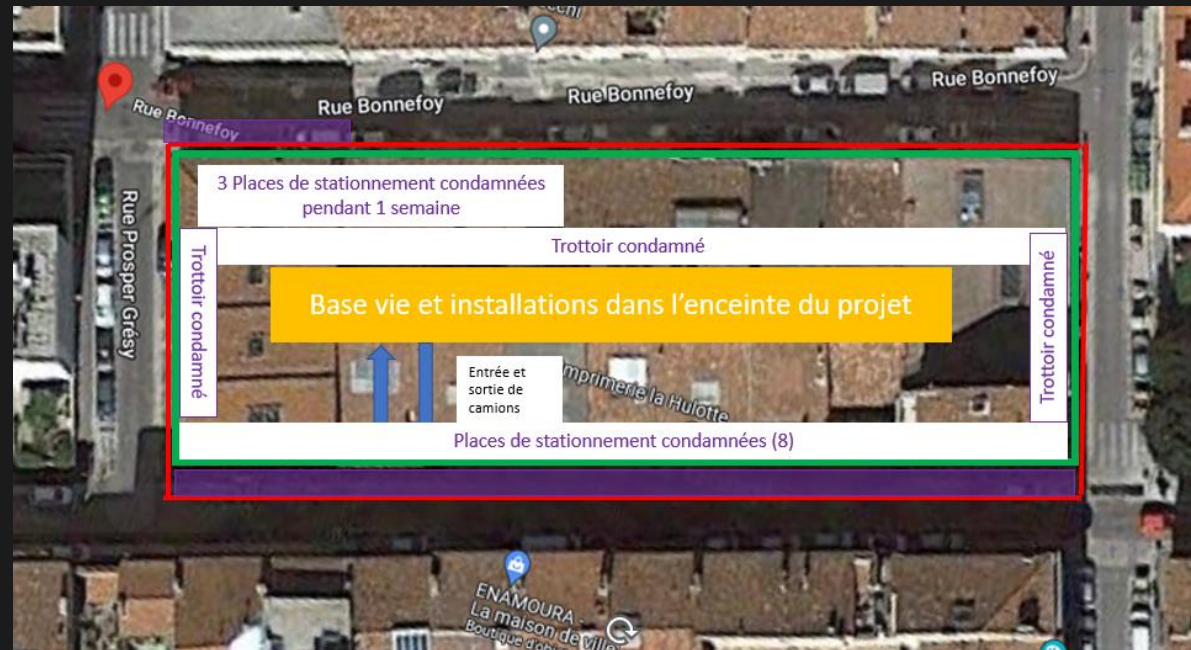 Rue Bonnefoy
Rue Bonnefoy
Rue Bonnefoy
Rue Bonnefoy
Rue Prosper Grésy
3 Places de stationnement condamnées
pendant 1 semaine
Trottoir condamné
Trottoir condamné
Trottoir condamné
Base vie et installations dans l’enceinte du projet
Entrée et
sortie de
camions
mprimerie la Hulotte
Places de stationnement condamnées (8)
ENAMOURA -
La maison de ville